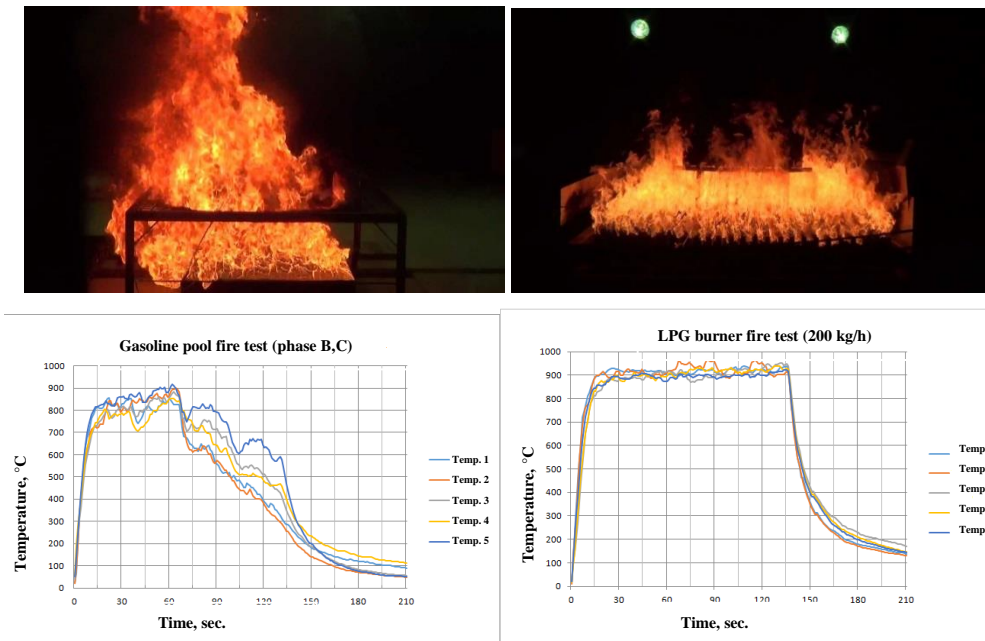 Gasoline pool fire test (phase B,C)
1000
900
800
700
600
500
400
300
200
100
0
Temperature, °C
0 30 60 90 120 150 180 210
Time, sec.
Temp. 1
Temp. 2
Temp. 3
Temp. 4
Temp. 5
LPG burner fire test (200 kg/h)
1000
900
800
700
600
500
400
300
200
100
0
Temperature, °C
0 30 60 90 120 150 180 210
Time, sec.
Temp
Temp
Temp
Temp
Temp